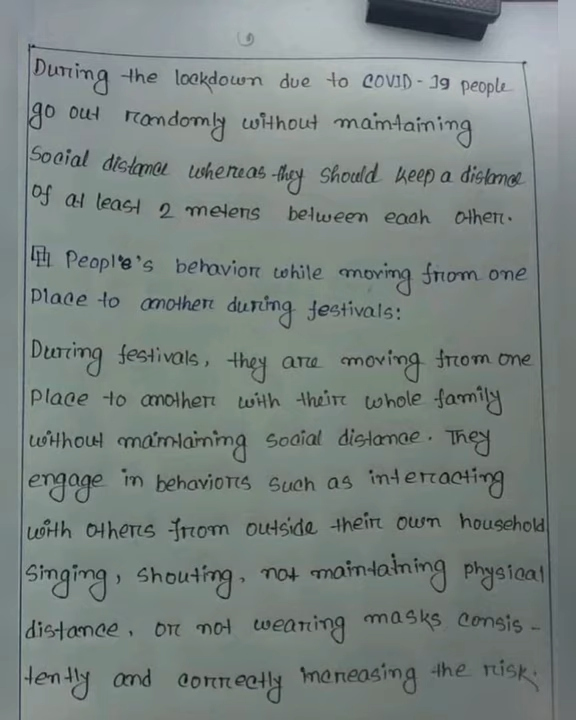 During the lockdown due to COVID-19 people
go out randomly without maintaining
Social distance whereas they should keep a distance
of at least 2 meters between each other.
People's behavior while moving from one
Place to another during festivals:
During festivals, they are moving from one
Place to another with their whole family
without maintaining social distance. They
engage in behaviors such as interacting
with others from outside their own household
Singing, shouting, not maintaining physical
distance, or not wearing masks consis-
tently and correctly increasing the risk.